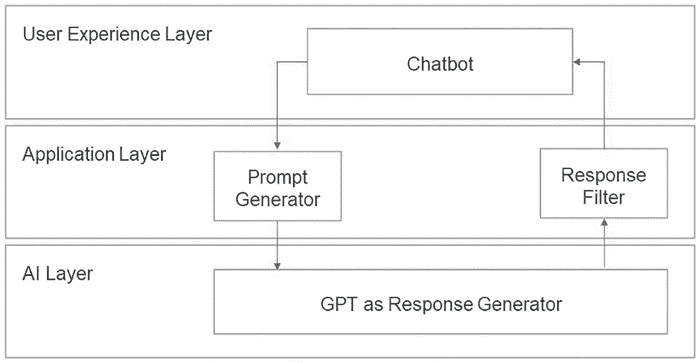 User Experience Layer
Chatbot
Application Layer
Prompt
Generator
Response
Filter
AI Layer
GPT as Response Generator